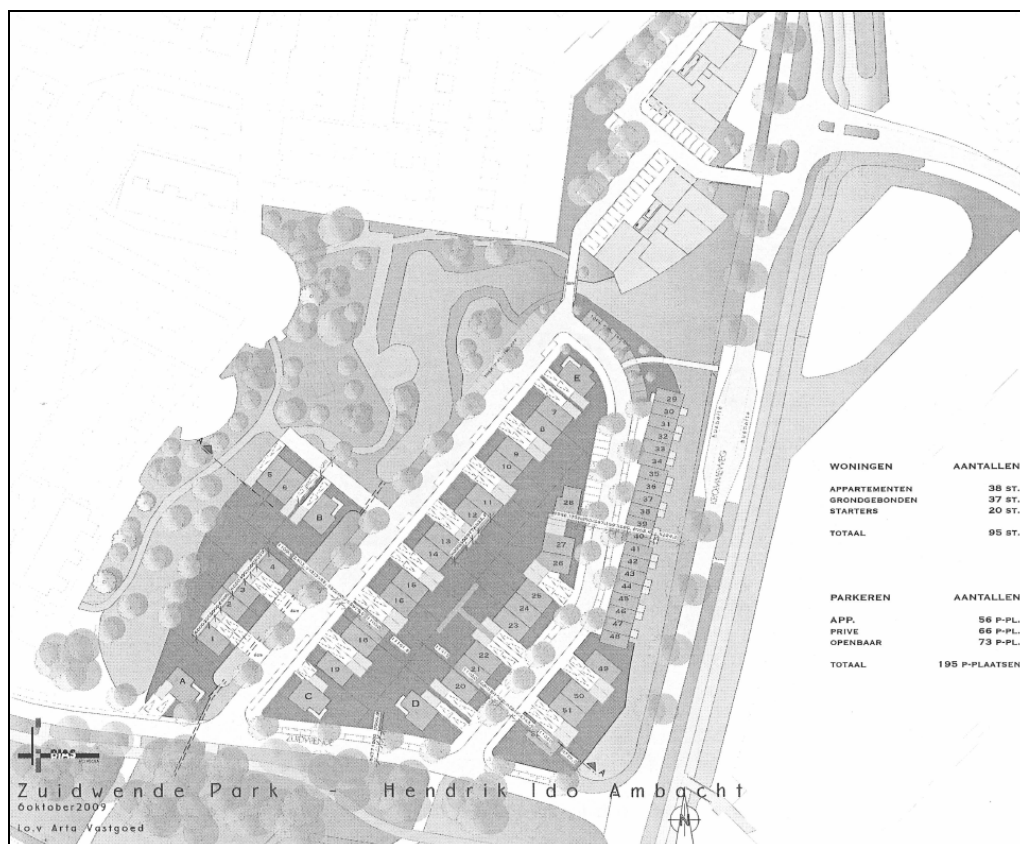 WONINGEN AANTALLEN
APPARTEMENTEN 38 ST.
GRONDGEBONDEN 37 ST.
STARTERS 20 ST.
TOTAAL 95 ST.
PARKEREN AANTALLEN
APP. 56 P-PL.
PRIVE 66 P-PL.
OPENBAAR 73 P-PL.
TOTAAL 195 P-PLAATSEN
A
B
C
D
E
1
2
3
4
5
6
7
8
9
10
11
12
13
14
15
16
18
19
20
21
22
23
24
25
26
27
28
29
30
31
32
33
34
35
36
37
38
39
40
41
42
43
44
45
46
47
48
49
50
51
A
A
ZUIDWENDE
BIAS
Zuidwende Park - Hendrik Ido Ambacht
6oktober2009
i.o.v Arta Vastgoed
N